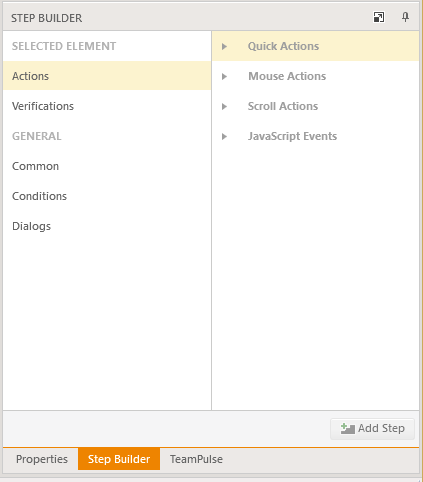 STEP BUILDER
SELECTED ELEMENT
Actions
Verifications
GENERAL
Common
Conditions
Dialogs
Quick Actions
Mouse Actions
Scroll Actions
JavaScript Events
Add Step
Properties
Step Builder
TeamPulse